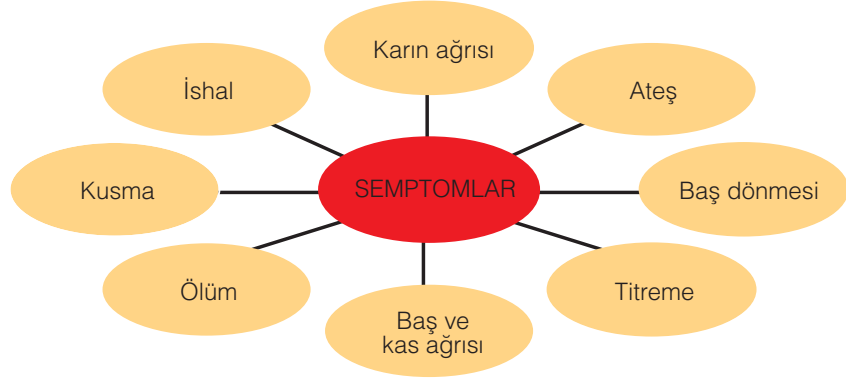 Karın ağrısı
İshal
Ateş
Kusma
SEMPTOMLAR
Baş dönmesi
Ölüm
Titreme
Baş ve
kas ağrısı